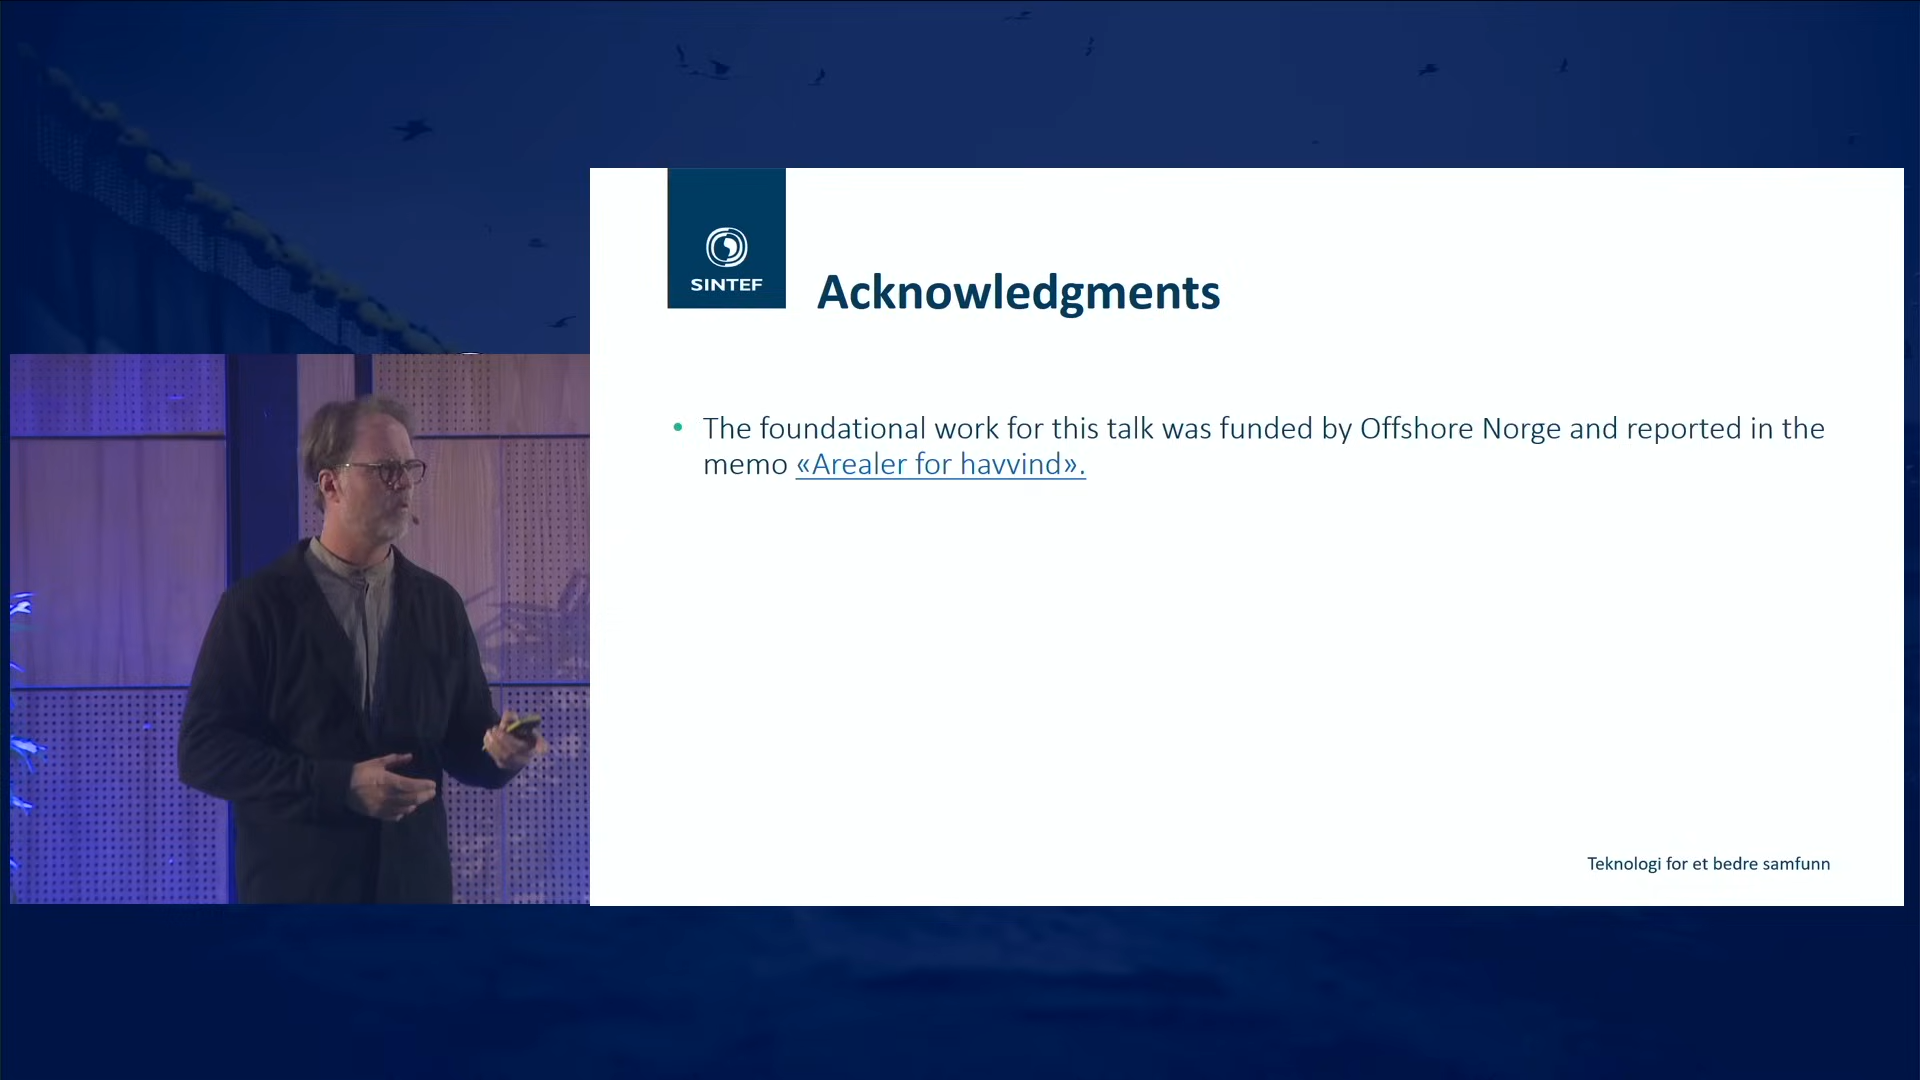 SINTEF
Acknowledgments
• The foundational work for this talk was funded by Offshore Norge and reported in the
memo «Arealer for havvind».
Teknologi for et bedre samfunn